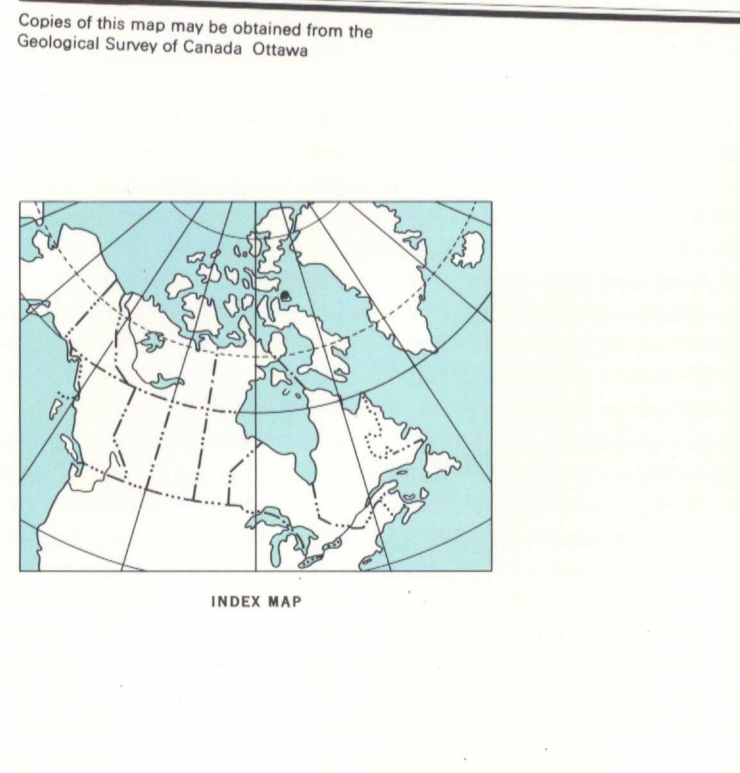 Copies of this map may be obtained from the
Geological Survey of Canada Ottawa
INDEX MAP